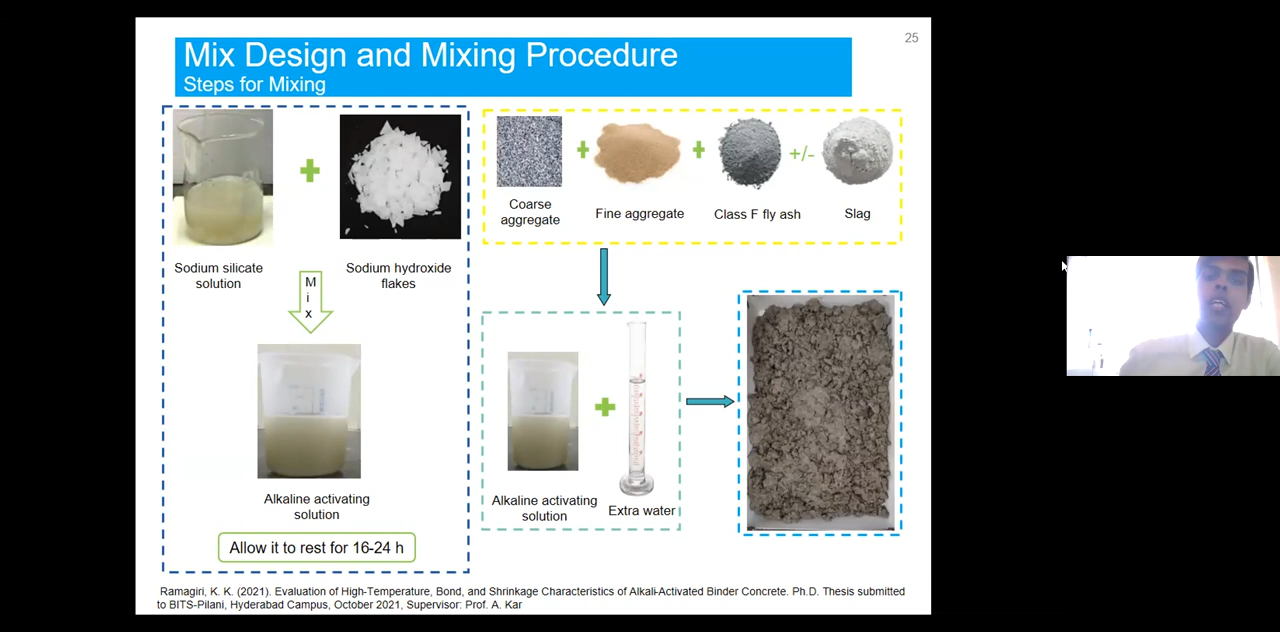 25
Mix Design and Mixing Procedure
Steps for Mixing
Sodium silicate
solution
Sodium hydroxide
flakes
M
i
x
Alkaline activating
solution
Allow it to rest for 16-24 h
+/-
Coarse
aggregate
Fine aggregate
Class F fly ash
Slag
Alkaline activating
solution
Extra water
Ramagiri, K. K. (2021). Evaluation of High-Temperature, Bond, and Shrinkage Characteristics of Alkali-Activated Binder Concrete. Ph.D. Thesis submitted
to BITS-Pilani, Hyderabad Campus, October 2021, Supervisor: Prof. A. Kar